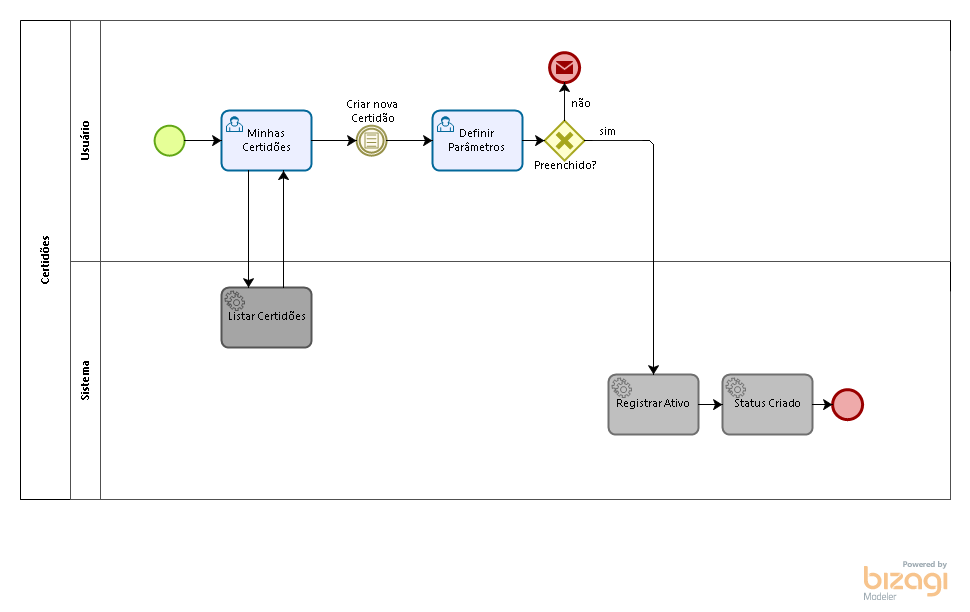 Certidões
Usuário
Sistema
Minhas
Certidões
Criar nova
Certidão
Definir
Parâmetros
não
sim
Preenchido?
Listar Certidões
Registrar Ativo
Status Criado
Powered by
bizagi
Modeler